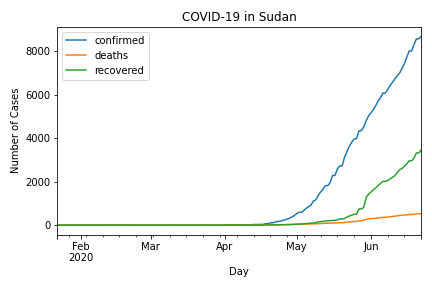 COVID-19 in Sudan
confirmed
deaths
recovered
Number of Cases
8000
6000
4000
2000
0
Feb
2020
Mar
Apr
May
Jun
Day